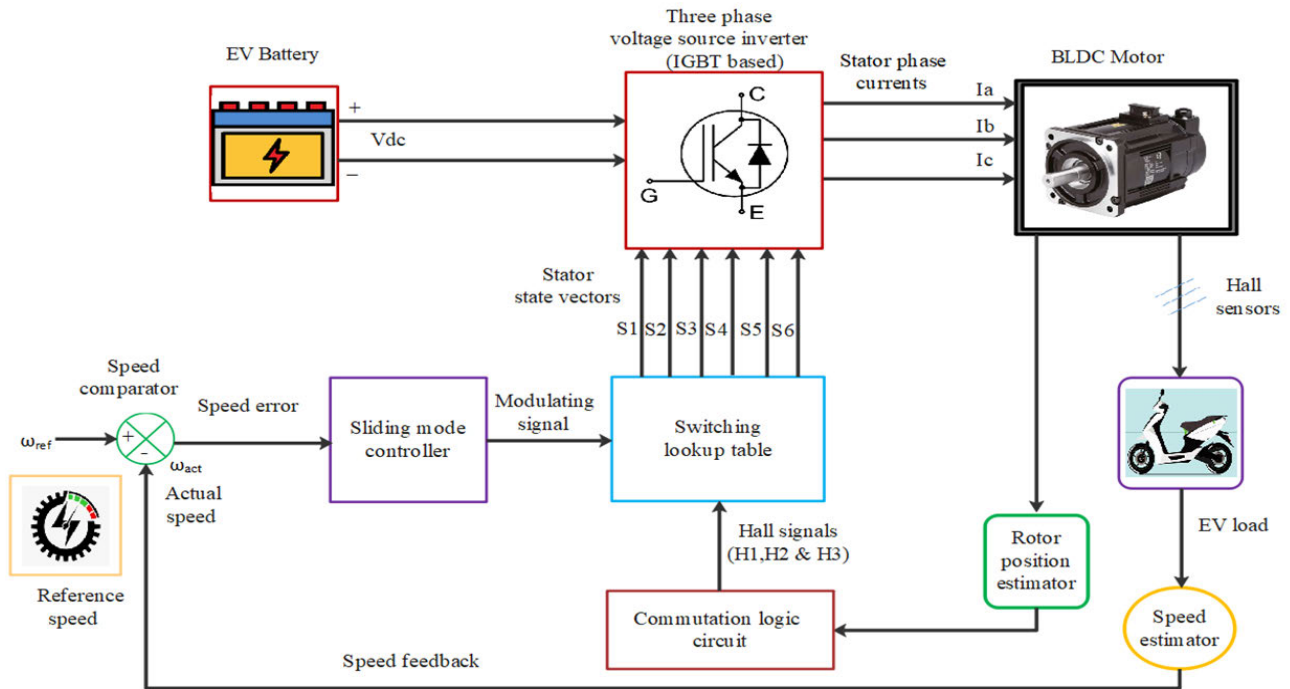 Three phase
voltage source inverter
(IGBT based)
EV Battery
Stator phase
currents
BLDC Motor
+
Vdc
−
C
G
E
Ia
Ib
Ic
Stator
state vectors
S1
S2
S3
S4
S5
S6
Hall
sensors
Speed
comparator
Speed error
ωref
+
-
ωact
Actual
speed
Sliding mode
controller
Modulating
signal
Switching
lookup table
Hall signals
(H1,H2 & H3)
EV load
Rotor
position
estimator
Reference
speed
Commutation logic
circuit
Speed
estimator
Speed feedback